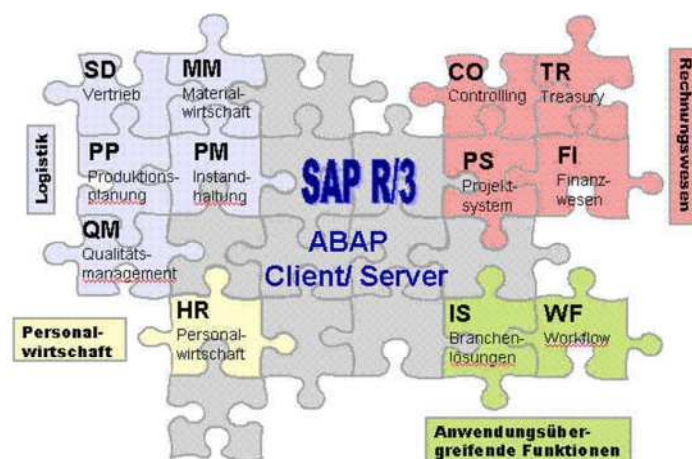 SD
Vertrieb
MM
Material-
wirtschaft
CO
Controlling
TR
Treasury
Rechnungswesen
Logistik
PP
Produktions-
planung
PM
Instand-
haltung
SAP R/3
PS
Projekt-
system
FI
Finanz-
wesen
QM
Qualitäts-
management
ABAP
Client/ Server
HR
Personal-
wirtschaft
IS
Branchen-
lösungen
WF
Workflow
Personal-
wirtschaft
Anwendungsüber-
greifende Funktionen